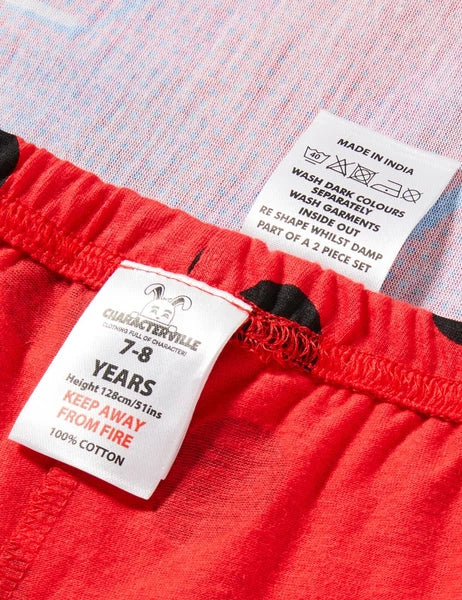 MADE IN INDIA
40
WASH DARK COLOURS
SEPARATELY
WASH GARMENTS
INSIDE OUT
RE SHAPE WHILST DAMP
PART OF A 2 PIECE SET
CHARACTERVILLE
CLOTHING FULL OF CHARACTER!
7-8
YEARS
Height 128cm/51ins
KEEP AWAY
FROM FIRE
100% COTTON